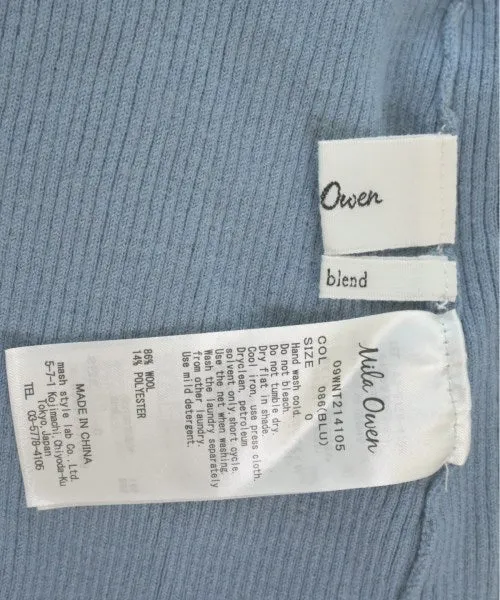 Owen
blend
Mila Owen
09WNT214105
COL 086(BLU)
SIZE 0
Hand wash cold.
Do not bleach.
Do not tumble dry.
Dry flat in shade.
Cool iron, use press cloth.
Dryclean, petroleum
solvent only,short cycle.
Use the net when washing.
Wash the laundry separately
from other laundry.
Use mild detergent.
86% WOOL
14% POLYESTER
MADE IN CHINA
mash style lab Co. Ltd.
5-7-1 Kojimachi Chiyoda-Ku
Tokyo, Japan
TEL 03-6778-4106